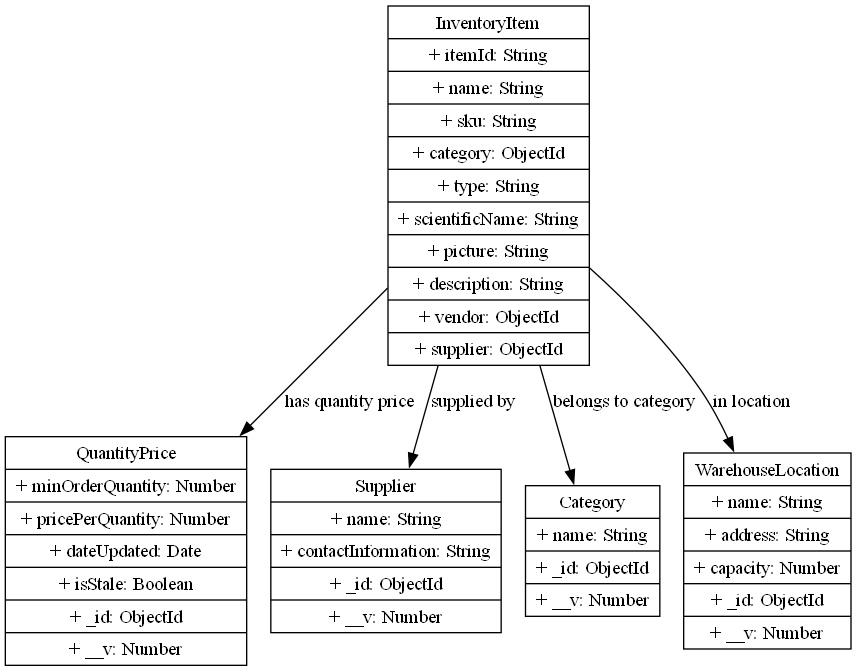 InventoryItem
+ itemId: String
+ name: String
+ sku: String
+ category: ObjectId
+ type: String
+ scientificName: String
+ picture: String
+ description: String
+ vendor: ObjectId
+ supplier: ObjectId
has quantity price
supplied by
belongs to category
in location
QuantityPrice
+ minOrderQuantity: Number
+ pricePerQuantity: Number
+ dateUpdated: Date
+ isStale: Boolean
+ _id: ObjectId
+ __v: Number
Supplier
+ name: String
+ contactInformation: String
+ _id: ObjectId
+ __v: Number
Category
+ name: String
+ _id: ObjectId
+ __v: Number
WarehouseLocation
+ name: String
+ address: String
+ capacity: Number
+ _id: ObjectId
+ __v: Number